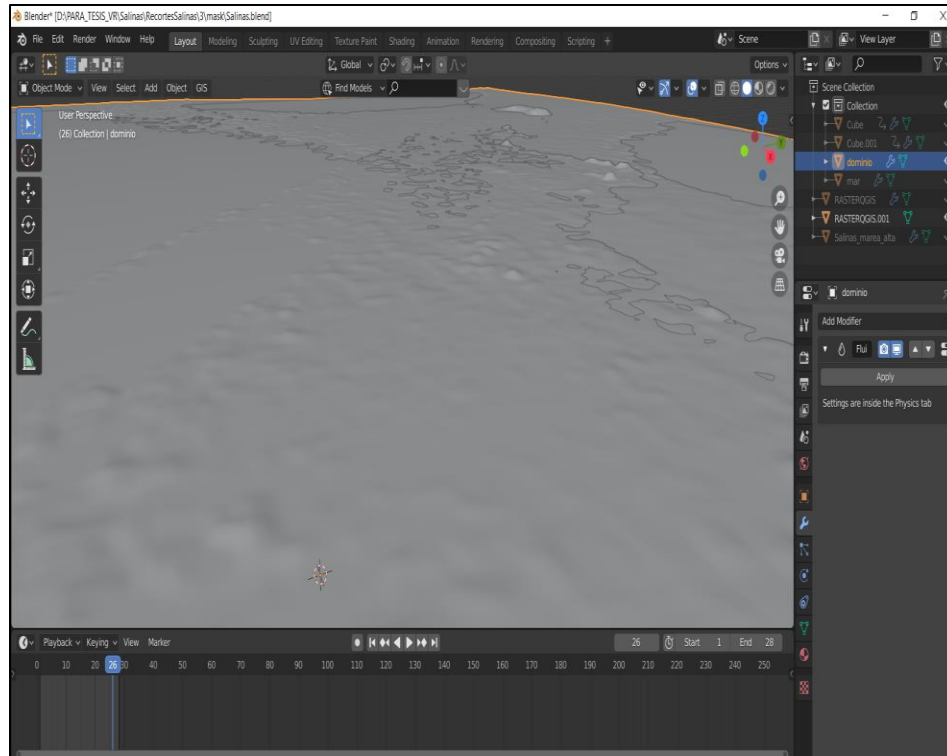 Blender* [D:\PARA_TESIS_VR\Salinas\RecortesSalinas\3\mask\Salinas.blend]
File Edit Render Window Help Layout Modeling Sculpting UV Editing Texture Paint Shading Animation Rendering Compositing Scripting + Scene View Layer
Global Options
Object Mode View Select Add Object GIS Find Models
Scene Collection
Collection
Cube
Cube.001
dominio
mar
RASTERQGIS
RASTERQGIS.001
Salinas_marea_alta
User Perspective
(26) Collection | dominio
Z
Y
X
dominio
Add Modifier
Flui
Apply
Settings are inside the Physics tab
Playback Keying View Marker 26 Start 1 End 28
0 10 20 26 30 40 50 60 70 80 90 100 110 120 130 140 150 160 170 180 190 200 210 220 230 240 250